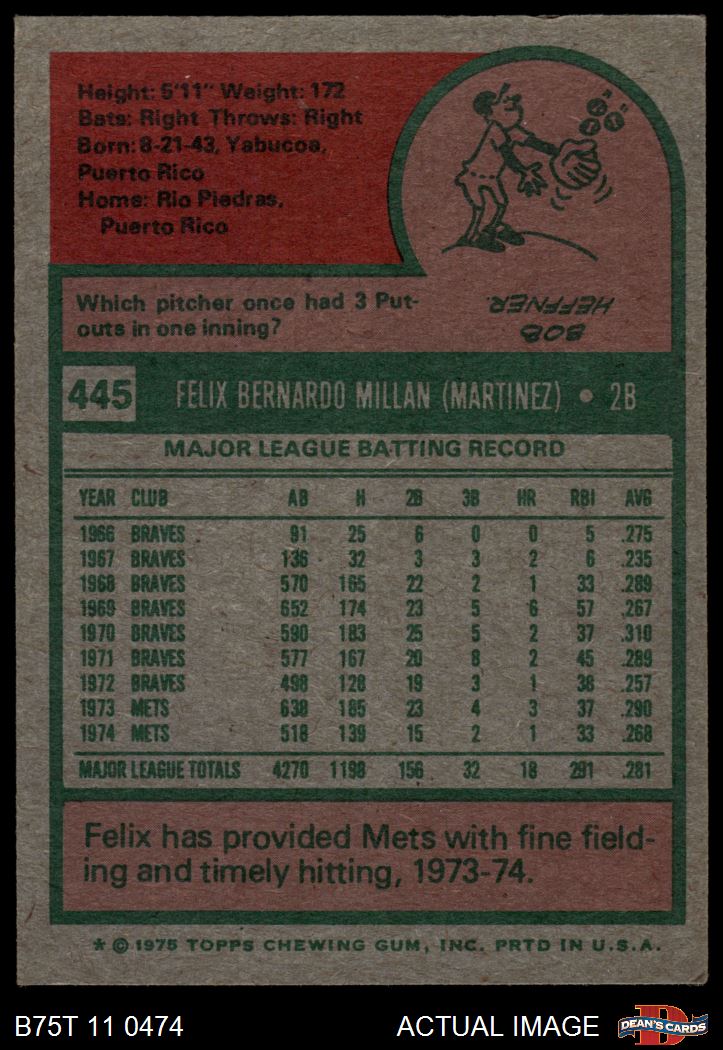 Height: 5'11" Weight: 172
Bats: Right Throws: Right
Born: 8-21-43, Yabucoa,
Puerto Rico
Home: Rio Piedras,
Puerto Rico
Which pitcher once had 3 Put-
outs in one inning?
BOB
HEFFNER.
445 FELIX BERNARDO MILLAN (MARTINEZ) • 2B
MAJOR LEAGUE BATTING RECORD
YEAR CLUB AB H 2B 3B HR RBI AVG
1966 BRAVES 91 25 6 0 0 5 .275
1967 BRAVES 136 32 3 3 2 6 .235
1968 BRAVES 570 165 22 2 1 33 .289
1969 BRAVES 652 174 23 5 6 57 .267
1970 BRAVES 590 183 25 5 2 37 .310
1971 BRAVES 577 167 20 8 2 45 .289
1972 BRAVES 498 128 19 3 1 38 .257
1973 METS 638 185 23 4 3 37 .290
1974 METS 518 139 15 2 1 33 .268
MAJOR LEAGUE TOTALS 4270 1198 156 32 18 291 .281
Felix has provided Mets with fine field-
ing and timely hitting, 1973-74.
* © 1975 TOPPS CHEWING GUM, INC. PRTD IN U.S.A.
B75T 11 0474 ACTUAL IMAGE DEAN'S CARDS